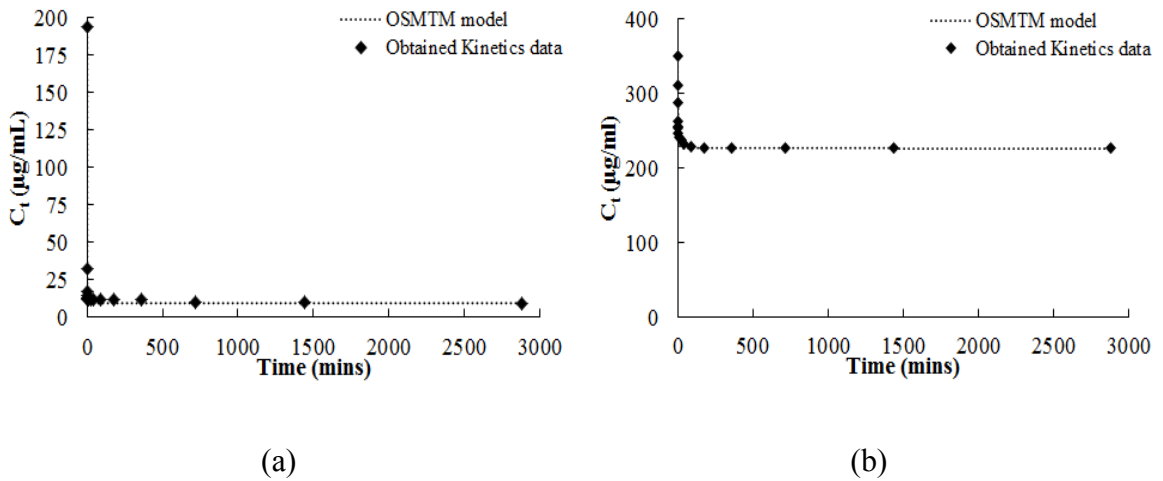 OSMTM model
Obtained Kinetics data
200
175
150
125
100
75
50
25
0
Cₜ (µg/mL)
0 500 1000 1500 2000 2500 3000
Time (mins)
(a)
OSMTM model
Obtained Kinetics data
400
300
200
100
0
Cₜ (µg/ml)
0 500 1000 1500 2000 2500 3000
Time (mins)
(b)